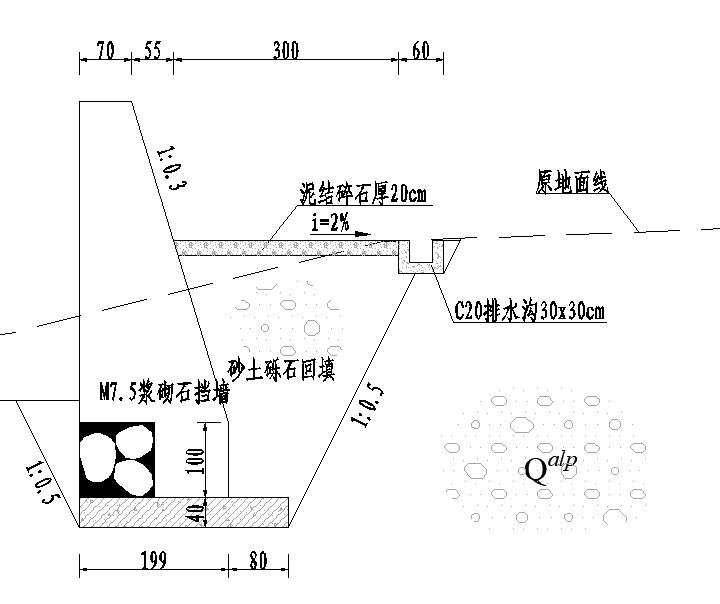 70 55 300 60
1:0.3
泥结碎石厚20cm
i=2%
原地面线
C20排水沟30x30cm
砂土砾石回填
M7.5浆砌石挡墙
1:0.5
1:0.5
100
Qalp
40
199 80